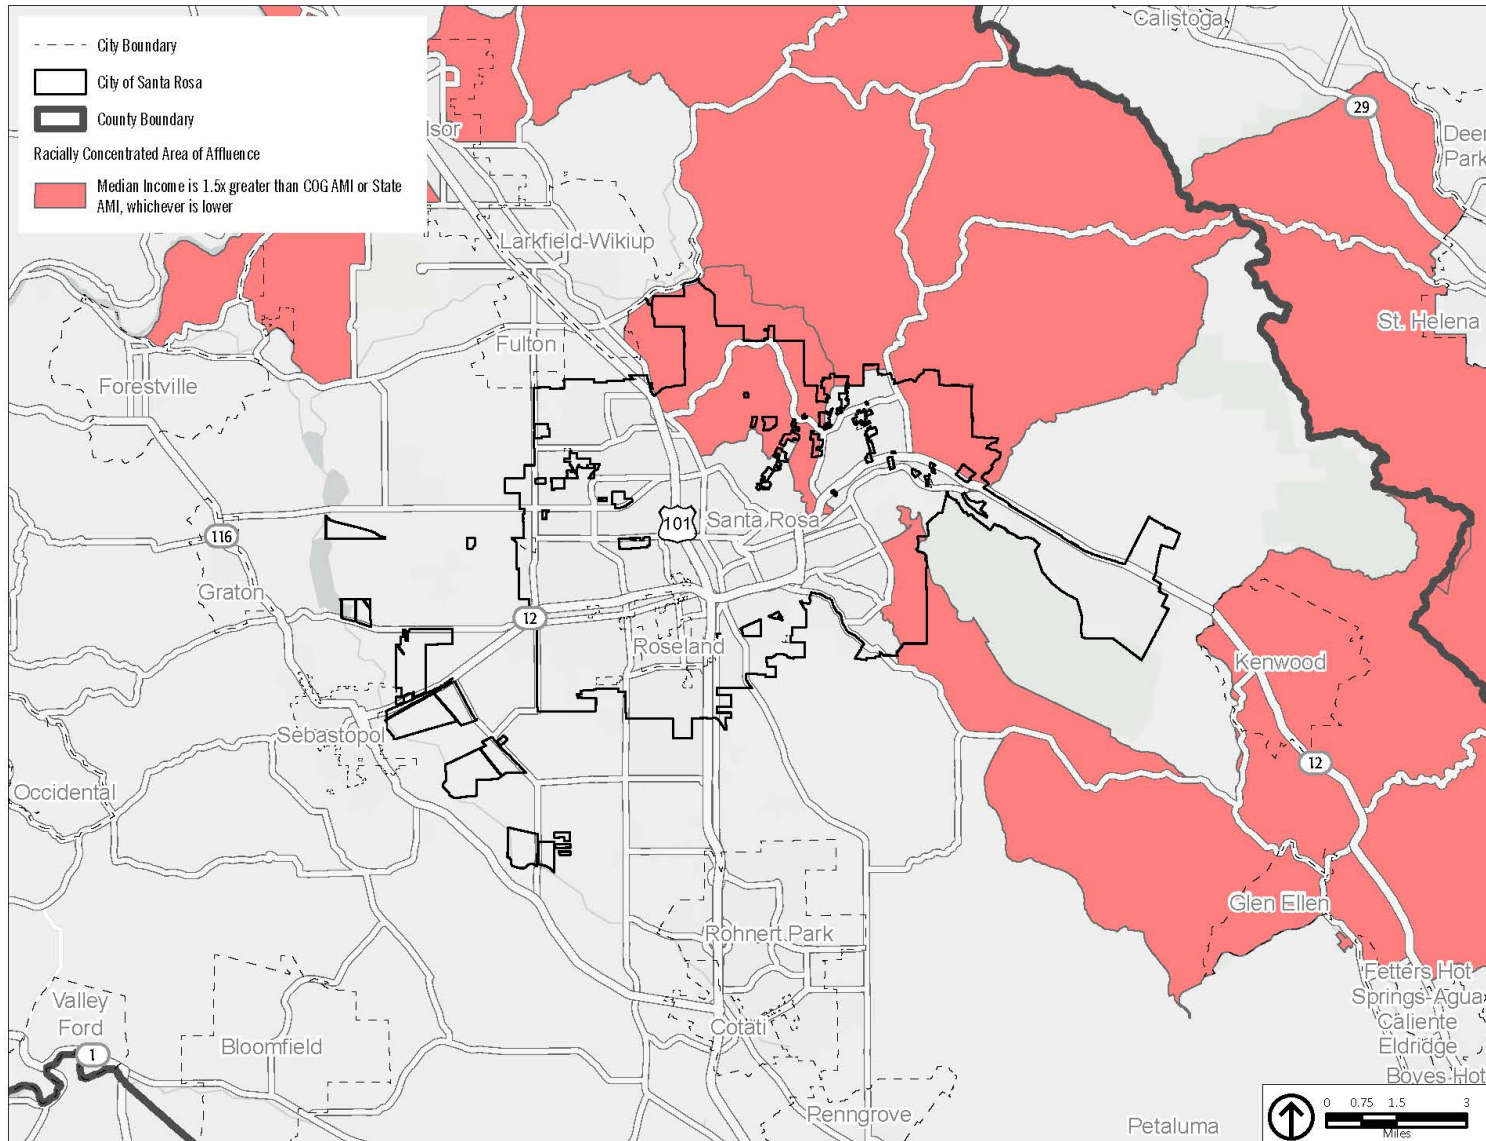 City Boundary
City of Santa Rosa
County Boundary
Racially Concentrated Area of Affluence
Median Income is 1.5x greater than COG AMI or State
AMI, whichever is lower
Calistoga
29
Deer
Park
lsor
Larkfield-Wikiup
St. Helena
Fulton
Forestville
101
Santa Rosa
116
Graton
12
Roseland
Kenwood
Sebastopol
12
Occidental
Glen Ellen
Rohnert Park
Fetters Hot
Springs-Agua
Caliente
Eldridge
Valley
Ford
Cotati
Bloomfield
1
Boyes Hot
Penngrove
Petaluma
0 0.75 1.5 3
Miles